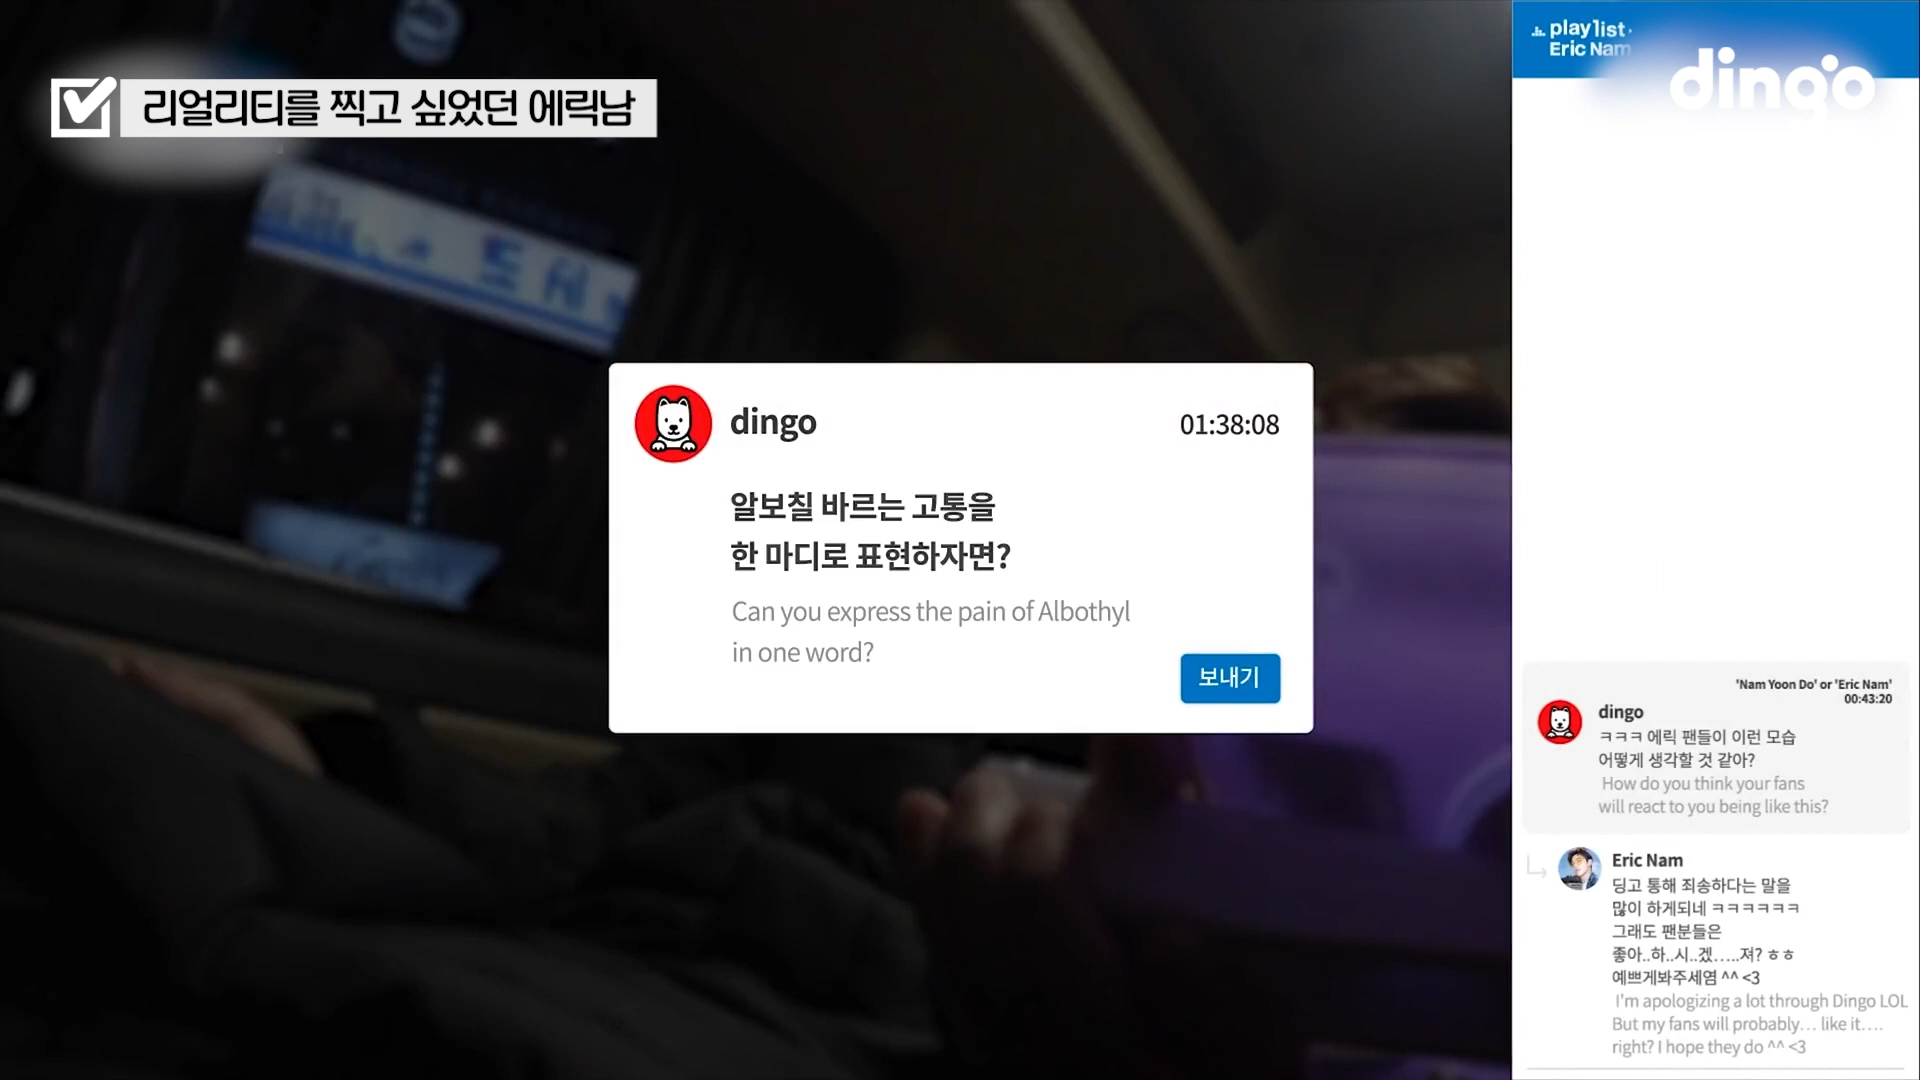 리얼리티를 찍고 싶었던 에릭남
playlist
Eric Nam
dingo
dingo
01:38:08
알보칠 바르는 고통을
한 마디로 표현하자면?
Can you express the pain of Albothyl
in one word?
보내기
'Nam Yoon Do' or 'Eric Nam'
00:43:20
dingo
ㅋㅋㅋ 에릭 팬들이 이런 모습
어떻게 생각할 것 같아?
How do you think your fans
will react to you being like this?
Eric Nam
딩고 통해 죄송하다는 말을
많이 하게되네 ㅋㅋㅋㅋㅋㅋ
그래도 팬분들은
좋아..하..시..겠…..져? ㅎㅎ
예쁘게봐주세염 ^^ <3
I'm apologizing a lot through Dingo LOL
But my fans will probably… like it….
right? I hope they do ^^ <3